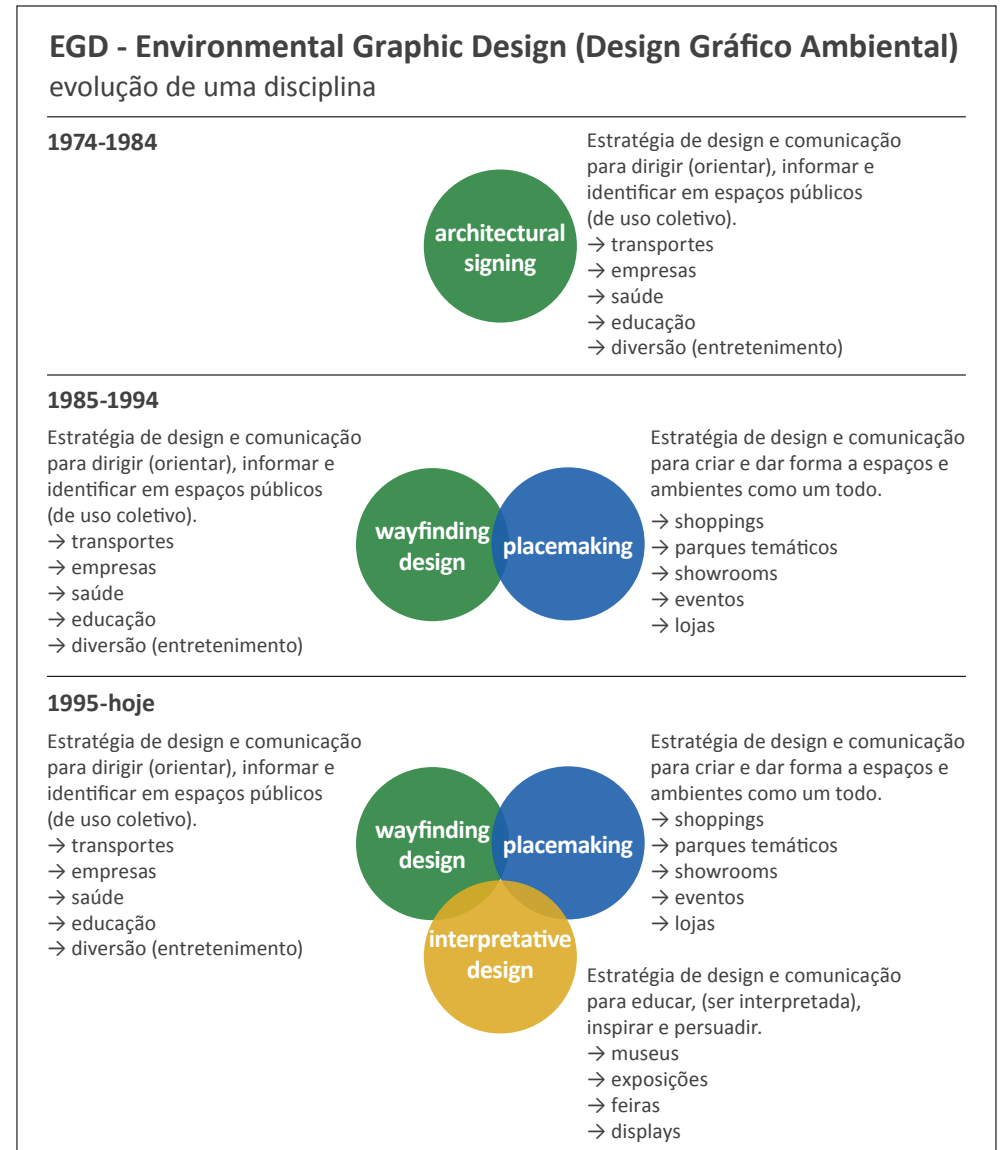 EGD - Environmental Graphic Design (Design Gráfico Ambiental)
evolução de uma disciplina
1974-1984
architectural
signing
Estratégia de design e comunicação
para dirigir (orientar), informar e
identificar em espaços públicos
(de uso coletivo).
→ transportes
→ empresas
→ saúde
→ educação
→ diversão (entretenimento)
1985-1994
Estratégia de design e comunicação
para dirigir (orientar), informar e
identificar em espaços públicos
(de uso coletivo).
→ transportes
→ empresas
→ saúde
→ educação
→ diversão (entretenimento)
wayfinding
design
placemaking
Estratégia de design e comunicação
para criar e dar forma a espaços e
ambientes como um todo.
→ shoppings
→ parques temáticos
→ showrooms
→ eventos
→ lojas
1995-hoje
Estratégia de design e comunicação
para dirigir (orientar), informar e
identificar em espaços públicos
(de uso coletivo).
→ transportes
→ empresas
→ saúde
→ educação
→ diversão (entretenimento)
wayfinding
design
placemaking
Estratégia de design e comunicação
para criar e dar forma a espaços e
ambientes como um todo.
→ shoppings
→ parques temáticos
→ showrooms
→ eventos
→ lojas
interpretative
design
Estratégia de design e comunicação
para educar, (ser interpretada),
inspirar e persuadir.
→ museus
→ exposições
→ feiras
→ displays